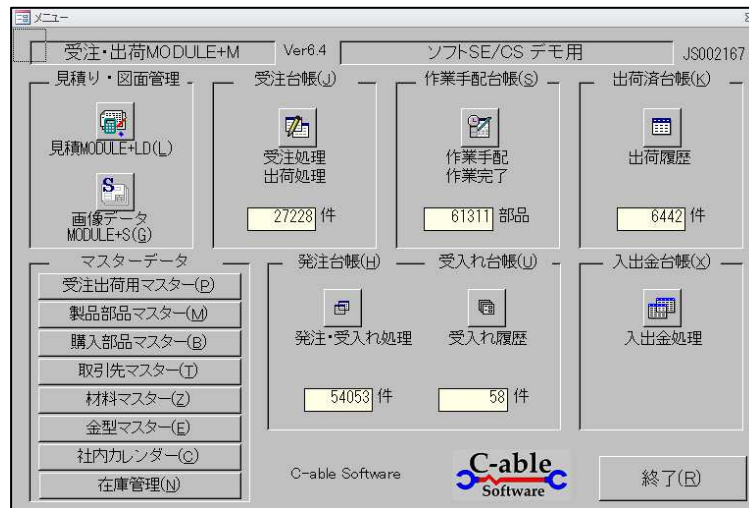 メニュー
受注・出荷MODULE+M
Ver6.4
ソフトSE/CS デモ用
JS002167
見積り・図面管理
見積MODULE+LD(L)
画像データ
MODULE+S(G)
受注台帳(J)
受注処理
出荷処理
27228 件
作業手配台帳(S)
作業手配
作業完了
61311 部品
出荷済台帳(K)
出荷履歴
6442 件
マスターデータ
受注出荷用マスター(P)
製品部品マスター(M)
購入部品マスター(B)
取引先マスター(T)
材料マスター(Z)
金型マスター(E)
社内カレンダー(C)
在庫管理(N)
発注台帳(H)
発注・受入れ処理
54053 件
受入れ台帳(U)
受入れ履歴
58 件
入出金台帳(X)
入出金処理
C-able Software
C-able
Software
終了(R)